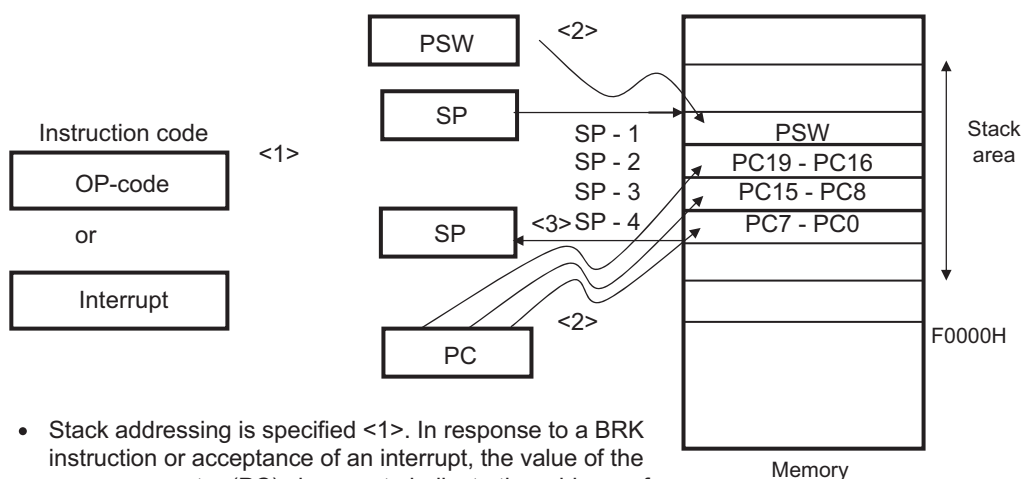 PSW
<2>
SP
Instruction code
<1>
OP-code
or
Interrupt
SP - 1
SP - 2
SP - 3
<3> SP - 4
SP
PSW
PC19 - PC16
PC15 - PC8
PC7 - PC0
Stack
area
<2>
PC
F0000H
Memory
• Stack addressing is specified <1>. In response to a BRK
instruction or acceptance of an interrupt, the value of the